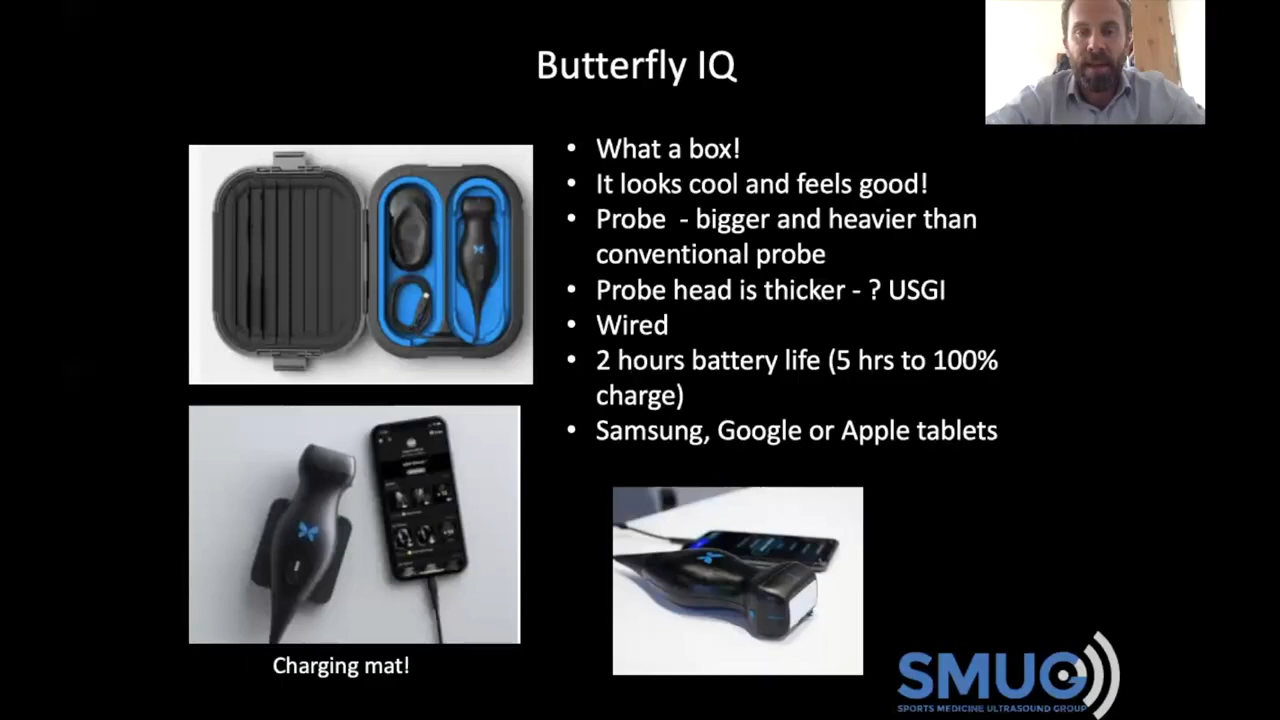 Butterfly IQ
• What a box!
• It looks cool and feels good!
• Probe - bigger and heavier than
conventional probe
• Probe head is thicker - ? USGI
• Wired
• 2 hours battery life (5 hrs to 100%
charge)
• Samsung, Google or Apple tablets
Charging mat!
SMUG
SPORTS MEDICINE ULTRASOUND GROUP